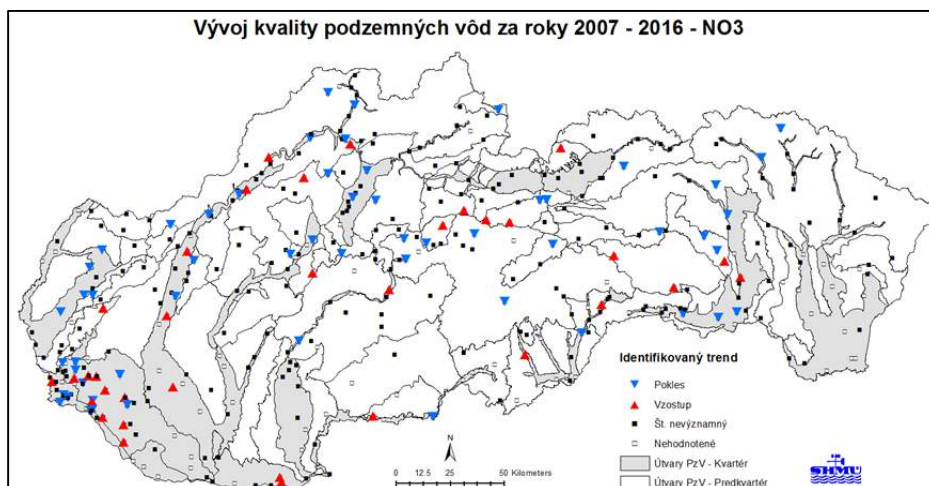 Vývoj kvality podzemných vôd za roky 2007 - 2016 - NO3
Identifikovaný trend
Pokles
Vzostup
Št. nevýznamný
Nehodnotené
Útvary PzV - Kvartér
Útvary PzV - Predkvartér
N
0 12.5 25 50 Kilometers
SHMU